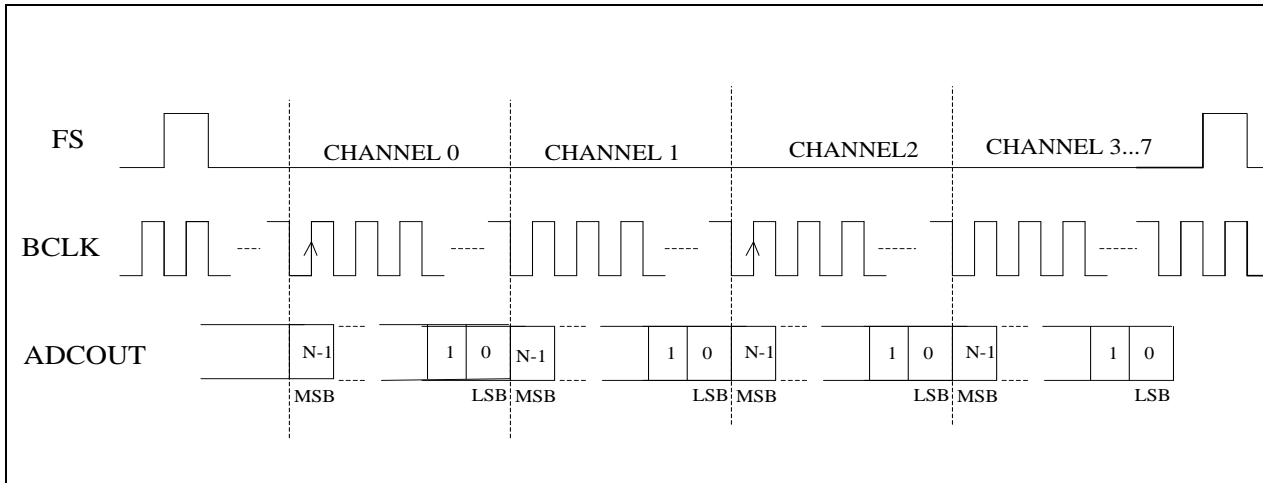 FS
CHANNEL 0
CHANNEL 1
CHANNEL2
CHANNEL 3...7
BCLK
ADCOUT
N-1
1
0
N-1
1
0
N-1
1
0
N-1
1
0
MSB
LSB
MSB
LSB
MSB
LSB
MSB
LSB